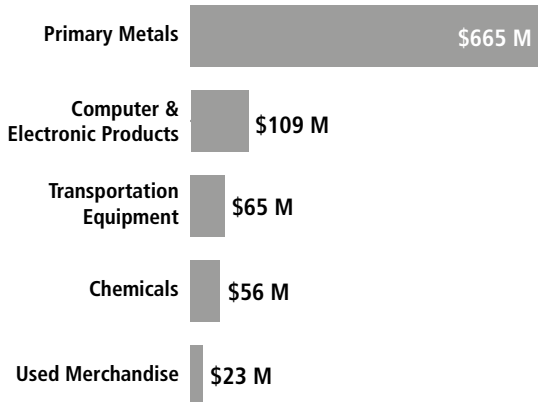 Primary Metals
$665 M
Computer &
Electronic Products
$109 M
Transportation
Equipment
$65 M
Chemicals
$56 M
Used Merchandise
$23 M